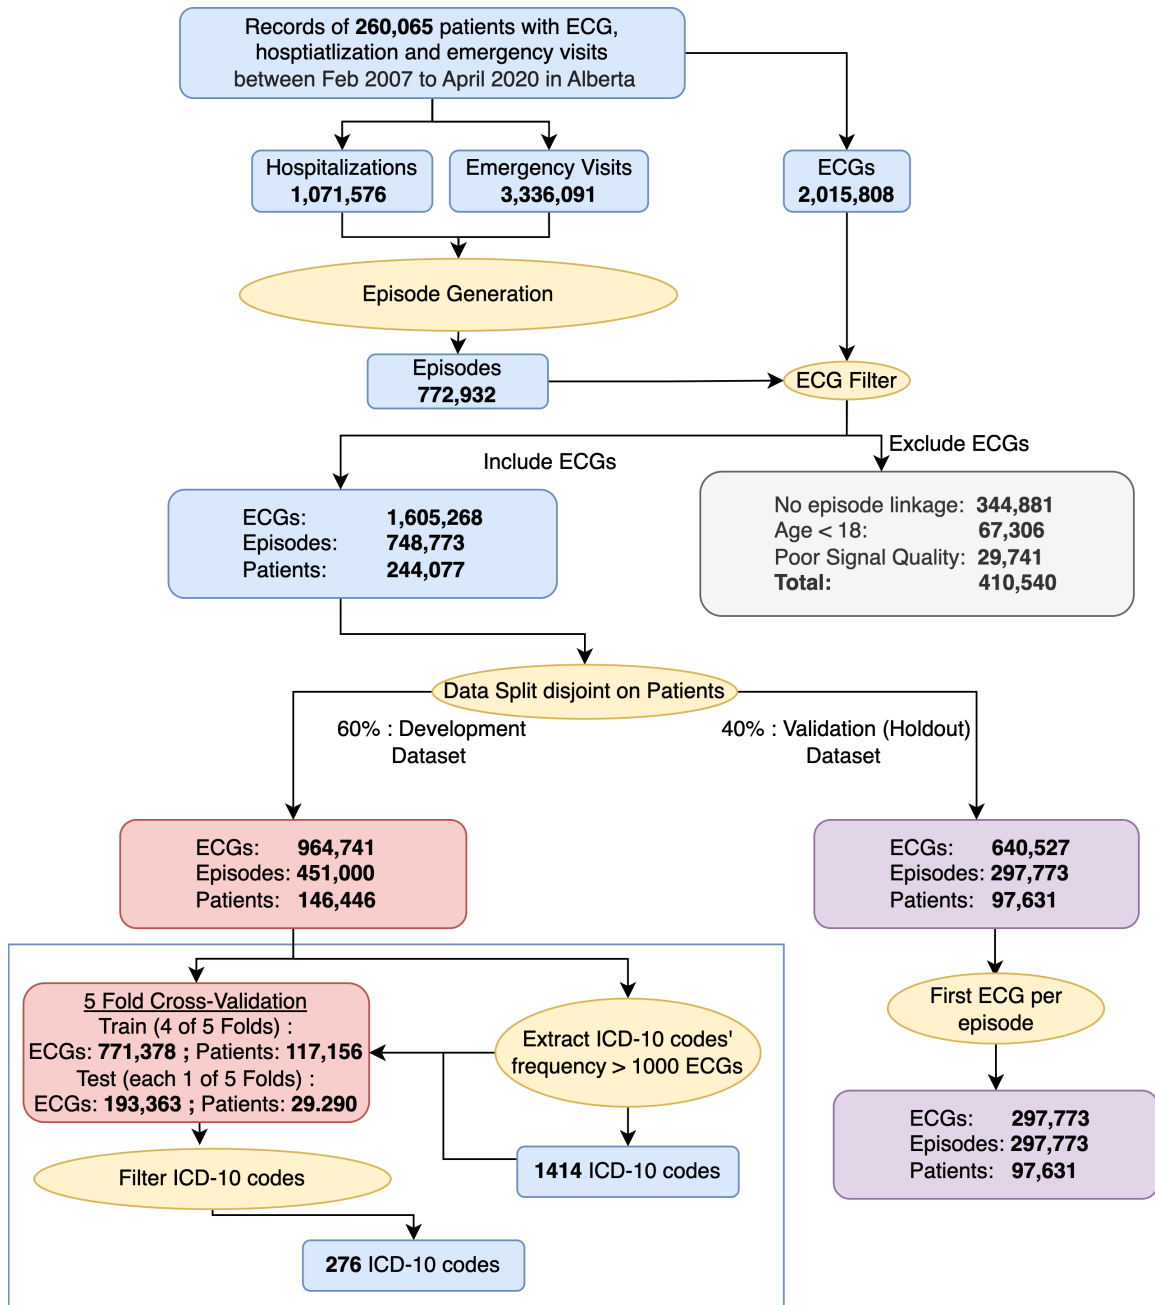 Records of 260,065 patients with ECG,
hosptiatlization and emergency visits
between Feb 2007 to April 2020 in Alberta
Hospitalizations
1,071,576
Emergency Visits
3,336,091
ECGs
2,015,808
Episode Generation
Episodes
772,932
ECG Filter
Include ECGs
Exclude ECGs
ECGs: 1,605,268
Episodes: 748,773
Patients: 244,077
No episode linkage: 344,881
Age < 18: 67,306
Poor Signal Quality: 29,741
Total: 410,540
Data Split disjoint on Patients
60% : Development
Dataset
40% : Validation (Holdout)
Dataset
ECGs: 964,741
Episodes: 451,000
Patients: 146,446
ECGs: 640,527
Episodes: 297,773
Patients: 97,631
5 Fold Cross-Validation
Train (4 of 5 Folds) :
ECGs: 771,378 ; Patients: 117,156
Test (each 1 of 5 Folds) :
ECGs: 193,363 ; Patients: 29.290
Extract ICD-10 codes'
frequency > 1000 ECGs
First ECG per
episode
Filter ICD-10 codes
1414 ICD-10 codes
ECGs: 297,773
Episodes: 297,773
Patients: 97,631
276 ICD-10 codes